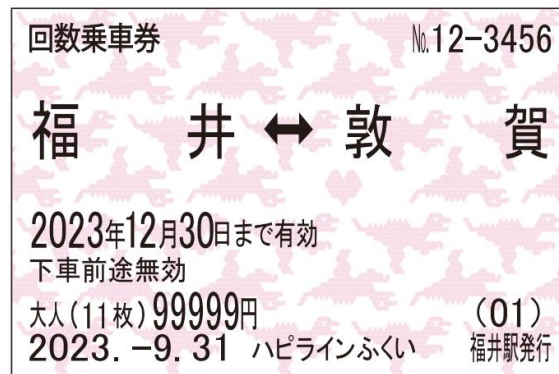 回数乗車券 №12-3456
福井↔敦賀
2023年12月30日まで有効
下車前途無効
大人(11枚)99999円 (01)
2023.-9.31 ハピラインふくい 福井駅発行